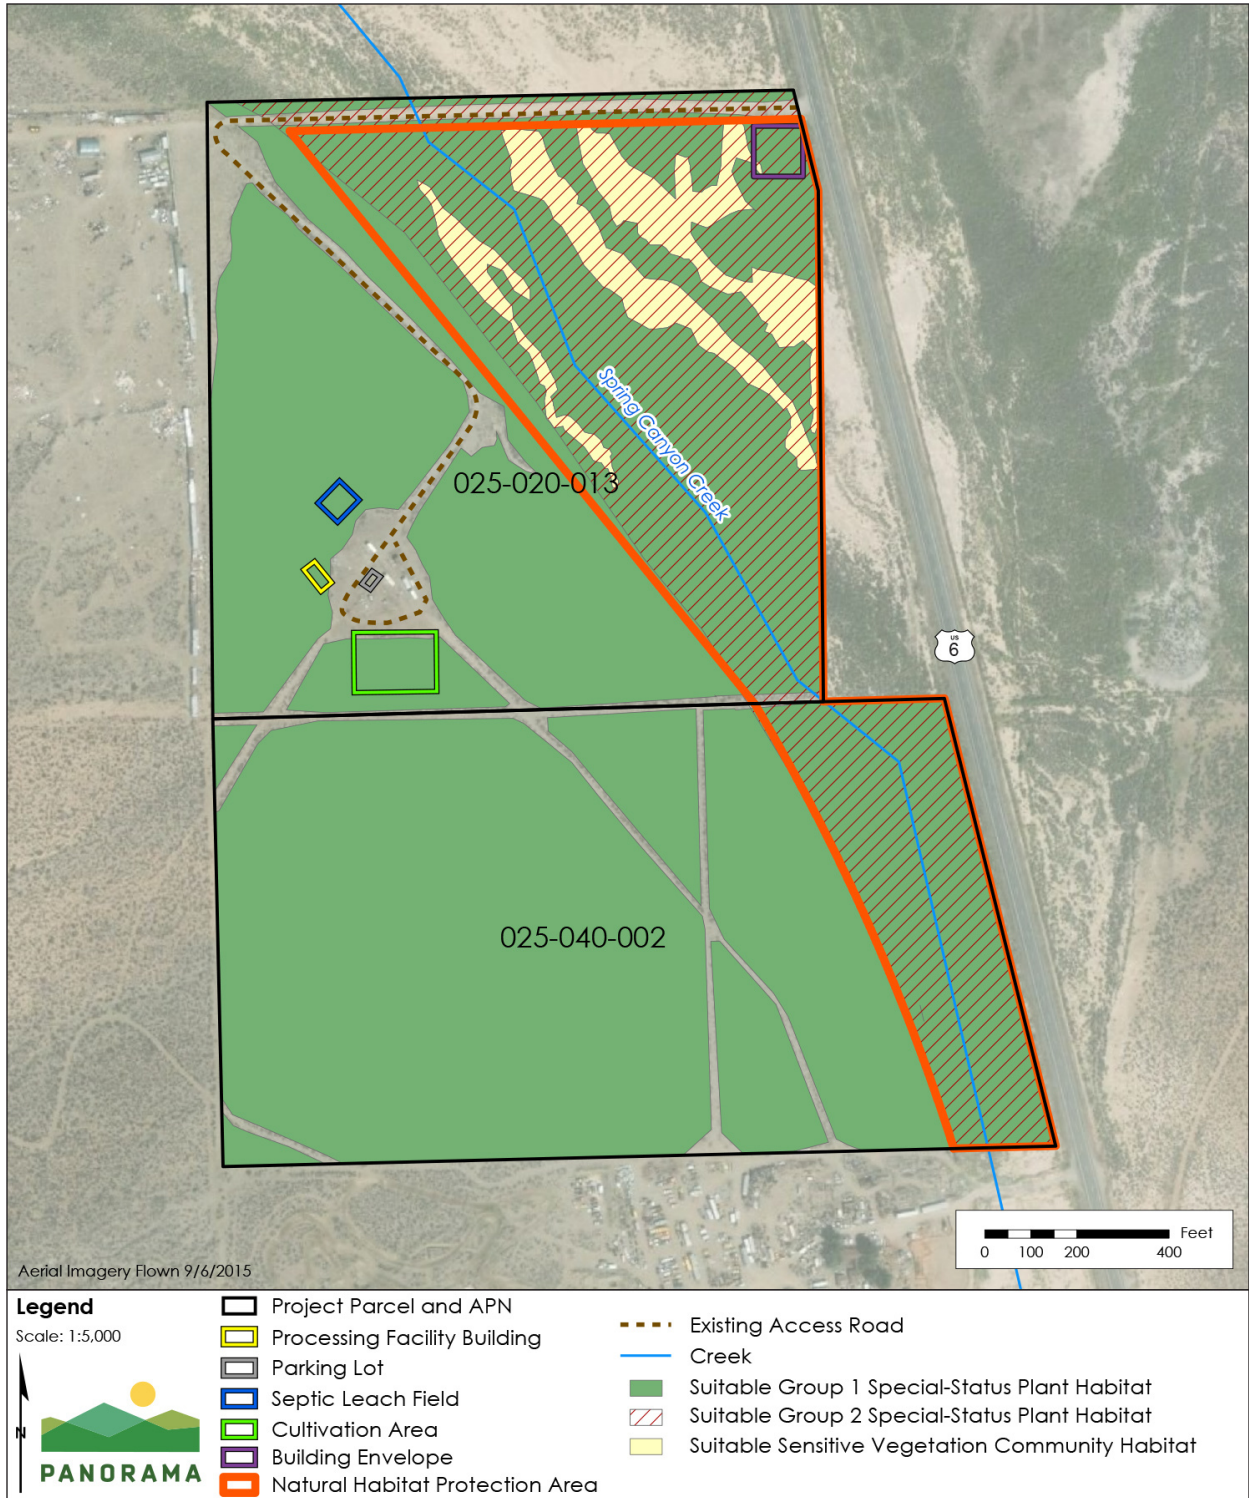 Spring Canyon Creek
025-020-013
US
6
025-040-002
Feet
0 100 200 400
Aerial Imagery Flown 9/6/2015
Legend
Scale: 1:5,000
N
PANORAMA
Project Parcel and APN
Processing Facility Building
Parking Lot
Septic Leach Field
Cultivation Area
Building Envelope
Natural Habitat Protection Area
Existing Access Road
Creek
Suitable Group 1 Special-Status Plant Habitat
Suitable Group 2 Special-Status Plant Habitat
Suitable Sensitive Vegetation Community Habitat